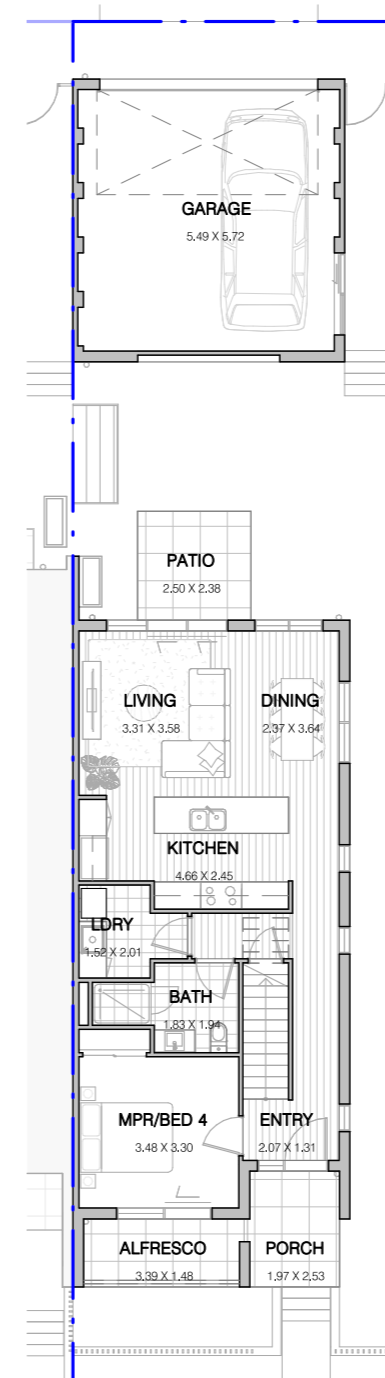 GARAGE
5.49 X 5.72
PATIO
2.50 X 2.38
LIVING
3.31 X 3.58
DINING
2.37 X 3.64
KITCHEN
4.66 X 2.45
LDRY
1.52 X 2.01
BATH
1.83 X 1.94
MPR/BED 4
3.48 X 3.30
ENTRY
2.07 X 1.31
ALFRESCO
3.39 X 1.48
PORCH
1.97 X 2.53